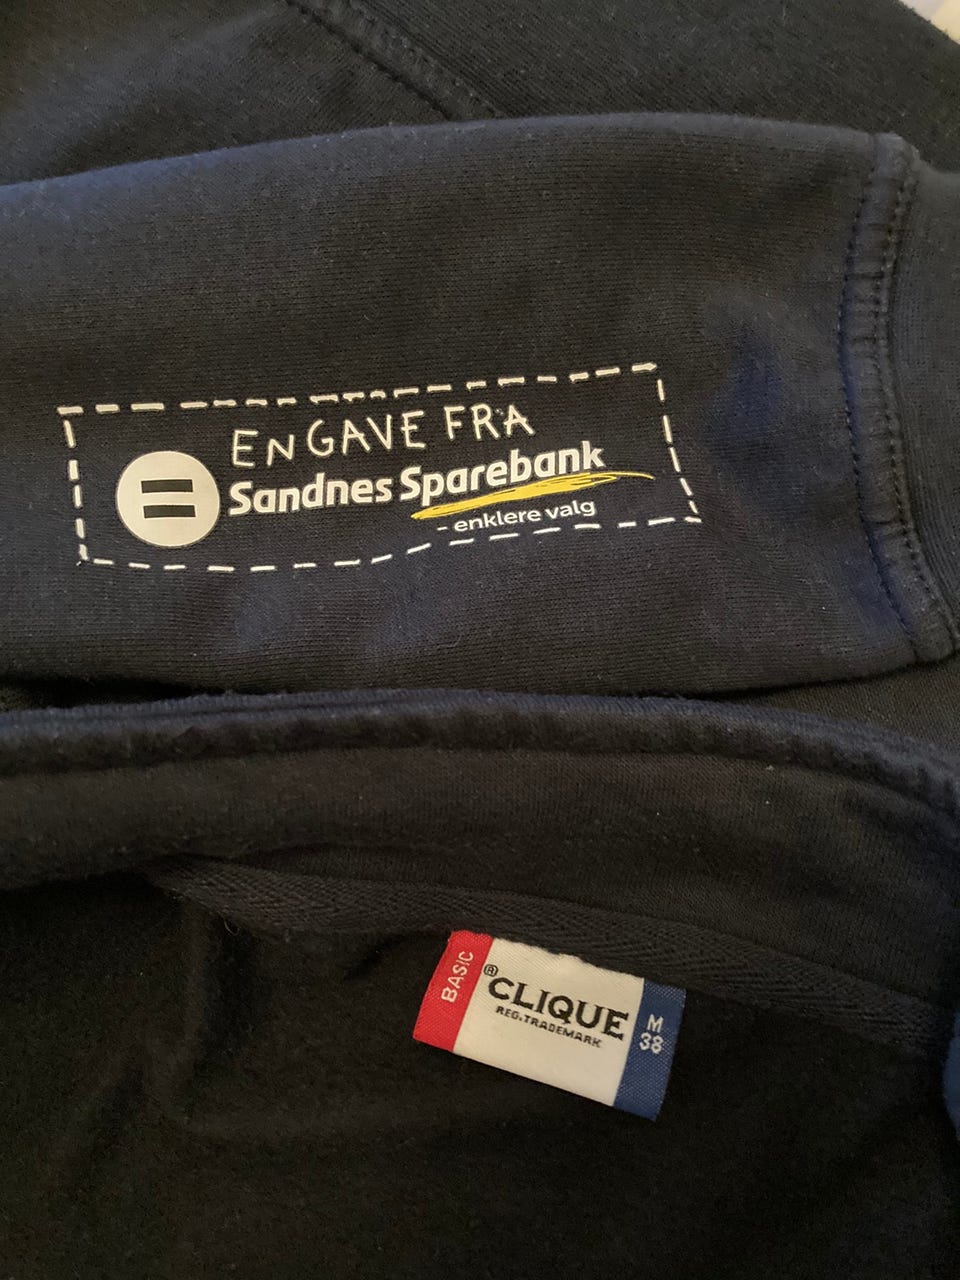 EN GAVE FRA
Sandnes Sparebank
- enklere valg
BASIC
®CLIQUE
REG.TRADEMARK
M
38